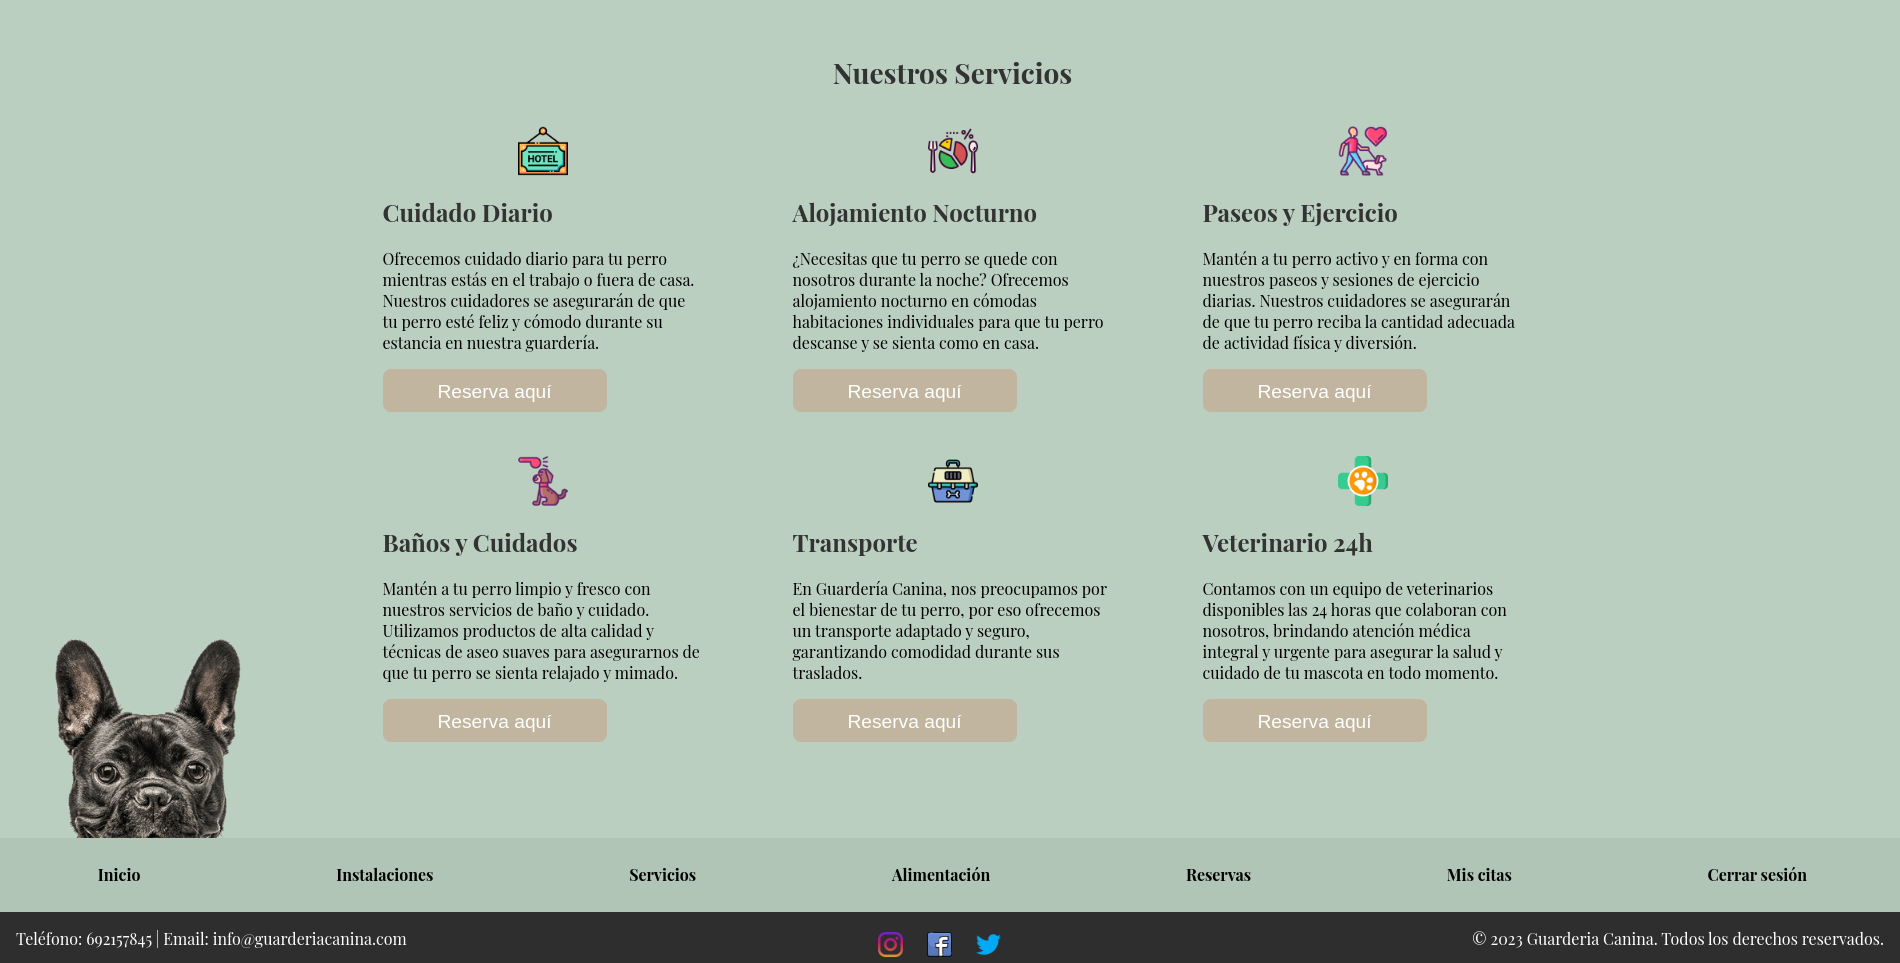 Nuestros Servicios
HOTEL
%
Cuidado Diario
Ofrecemos cuidado diario para tu perro
mientras estás en el trabajo o fuera de casa.
Nuestros cuidadores se asegurarán de que
tu perro esté feliz y cómodo durante su
estancia en nuestra guardería.
Reserva aquí
Alojamiento Nocturno
¿Necesitas que tu perro se quede con
nosotros durante la noche? Ofrecemos
alojamiento nocturno en cómodas
habitaciones individuales para que tu perro
descanse y se sienta como en casa.
Reserva aquí
Paseos y Ejercicio
Mantén a tu perro activo y en forma con
nuestros paseos y sesiones de ejercicio
diarias. Nuestros cuidadores se asegurarán
de que tu perro reciba la cantidad adecuada
de actividad física y diversión.
Reserva aquí
Baños y Cuidados
Mantén a tu perro limpio y fresco con
nuestros servicios de baño y cuidado.
Utilizamos productos de alta calidad y
técnicas de aseo suaves para asegurarnos de
que tu perro se sienta relajado y mimado.
Reserva aquí
Transporte
En Guardería Canina, nos preocupamos por
el bienestar de tu perro, por eso ofrecemos
un transporte adaptado y seguro,
garantizando comodidad durante sus
traslados.
Reserva aquí
Veterinario 24h
Contamos con un equipo de veterinarios
disponibles las 24 horas que colaboran con
nosotros, brindando atención médica
integral y urgente para asegurar la salud y
cuidado de tu mascota en todo momento.
Reserva aquí
Inicio
Instalaciones
Servicios
Alimentación
Reservas
Mis citas
Cerrar sesión
Teléfono: 692157845 | Email: info@guarderiacanina.com
© 2023 Guarderia Canina. Todos los derechos reservados.